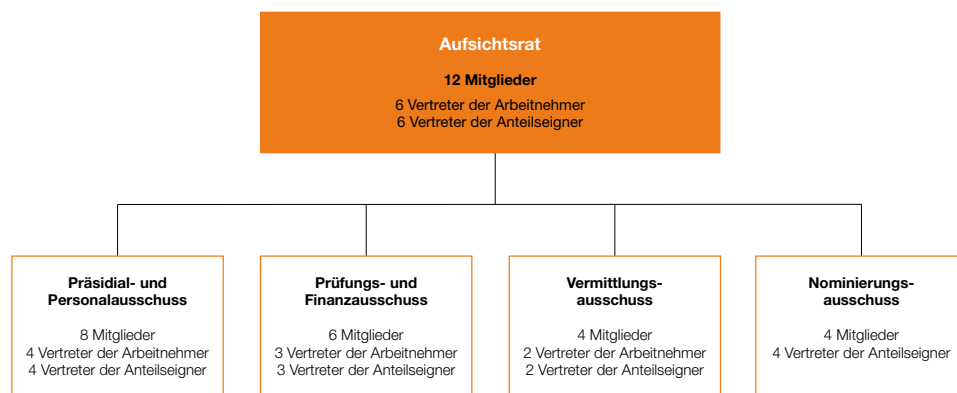 Aufsichtsrat
12 Mitglieder
6 Vertreter der Arbeitnehmer
6 Vertreter der Anteilseigner
Präsidial- und
Personalausschuss
8 Mitglieder
4 Vertreter der Arbeitnehmer
4 Vertreter der Anteilseigner
Prüfungs- und
Finanzausschuss
6 Mitglieder
3 Vertreter der Arbeitnehmer
3 Vertreter der Anteilseigner
Vermittlungs-
ausschuss
4 Mitglieder
2 Vertreter der Arbeitnehmer
2 Vertreter der Anteilseigner
Nominierungs-
ausschuss
4 Mitglieder
4 Vertreter der Anteilseigner